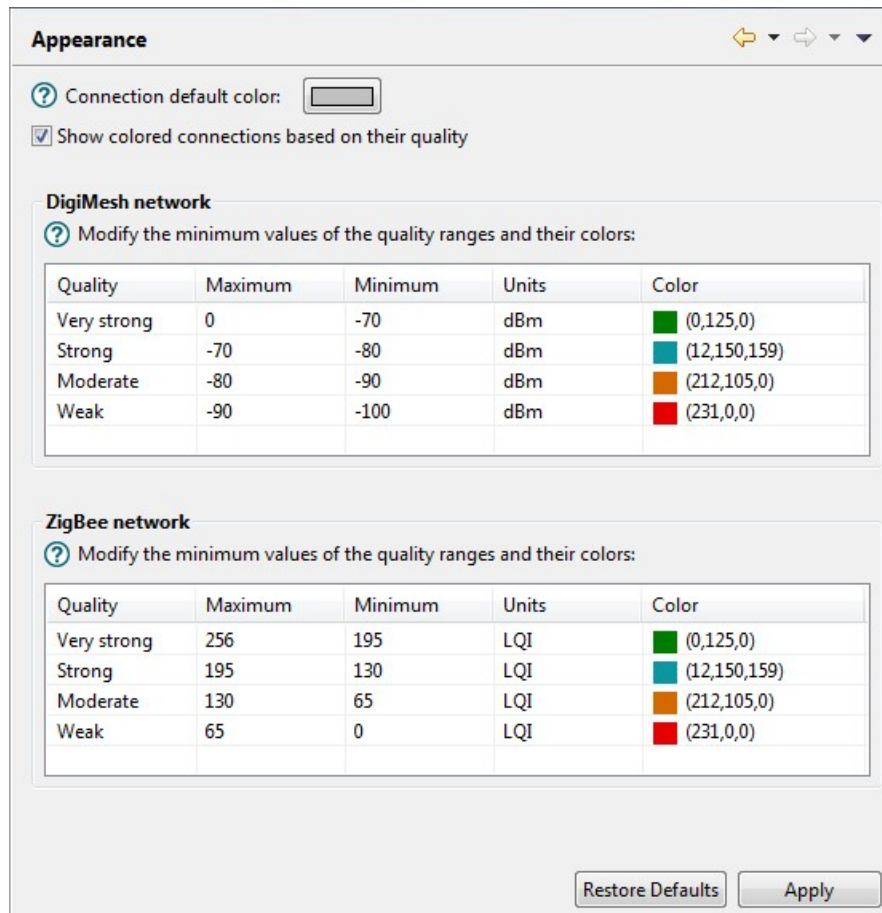 Appearance
Connection default color:
Show colored connections based on their quality
DigiMesh network
Modify the minimum values of the quality ranges and their colors:
Quality Maximum Minimum Units Color
Very strong 0 -70 dBm (0,125,0)
Strong -70 -80 dBm (12,150,159)
Moderate -80 -90 dBm (212,105,0)
Weak -90 -100 dBm (231,0,0)
ZigBee network
Modify the minimum values of the quality ranges and their colors:
Quality Maximum Minimum Units Color
Very strong 256 195 LQI (0,125,0)
Strong 195 130 LQI (12,150,159)
Moderate 130 65 LQI (212,105,0)
Weak 65 0 LQI (231,0,0)
Restore Defaults Apply